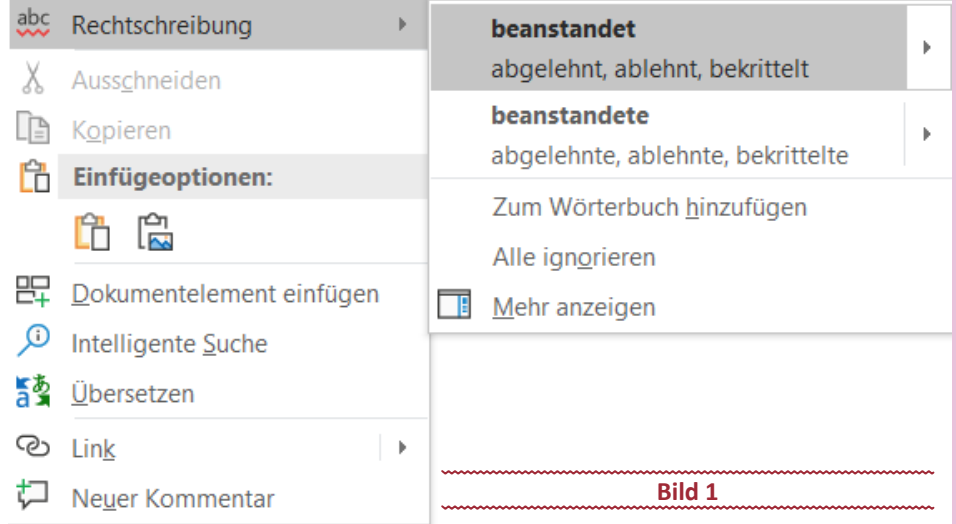 abc
Rechtschreibung
Ausschneiden
Kopieren
Einfügeoptionen:
Dokumentelement einfügen
Intelligente Suche
Übersetzen
Link
Neuer Kommentar
beanstandet
abgelehnt, ablehnt, bekrittelt
beanstandete
abgelehnte, ablehnte, bekrittelte
Zum Wörterbuch hinzufügen
Alle ignorieren
Mehr anzeigen
Bild 1